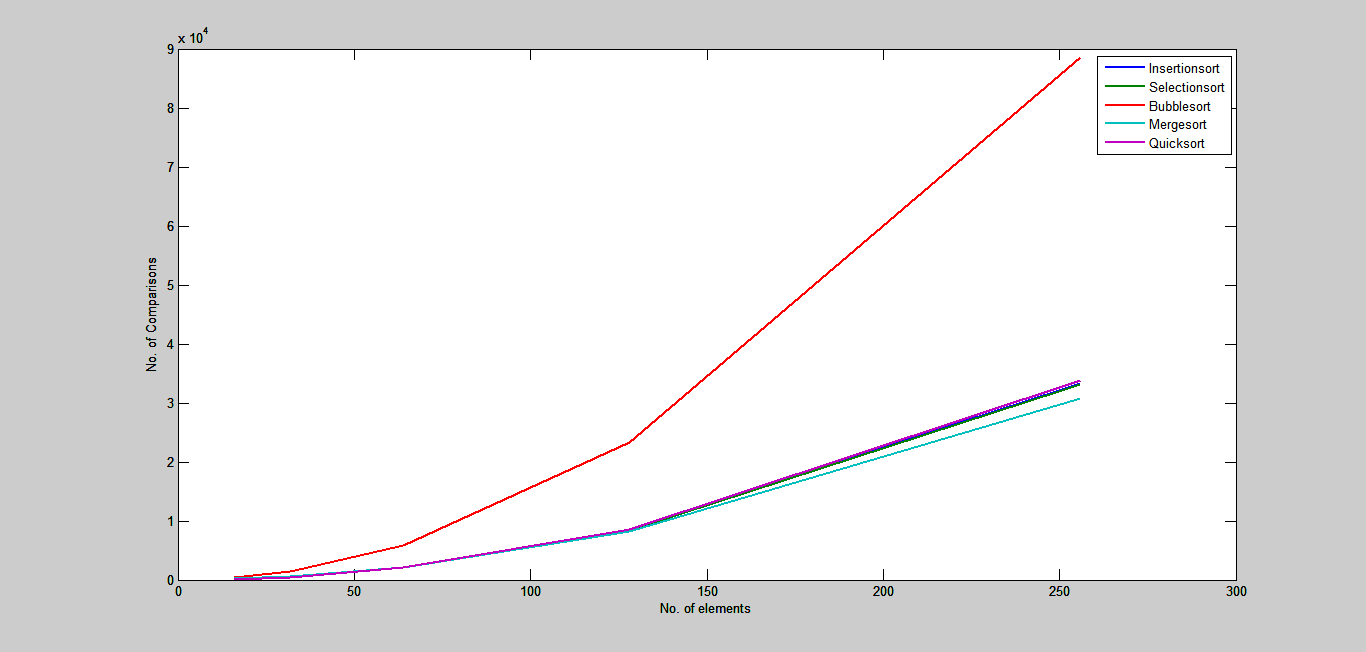 x 10^4
9
8
7
6
5
4
3
2
1
0
No. of Comparisons
0 50 100 150 200 250 300
No. of elements
Insertionsort
Selectionsort
Bubblesort
Mergesort
Quicksort